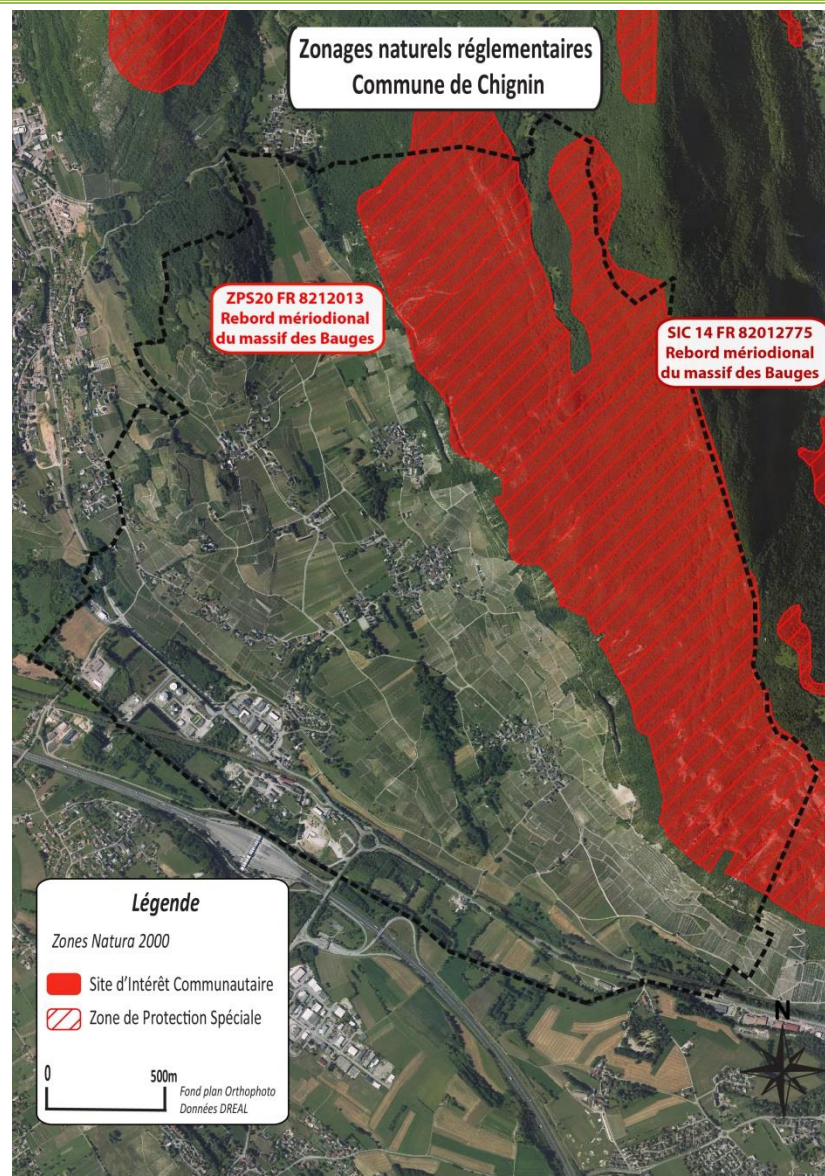 Zonages naturels réglementaires
Commune de Chignin
ZPS20 FR 8212013
Rebord mériodional
du massif des Bauges
SIC 14 FR 82012775
Rebord mériodional
du massif des Bauges
Légende
Zones Natura 2000
Site d'Intérêt Communautaire
Zone de Protection Spéciale
0 500m
Fond plan Orthophoto
Données DREAL
N